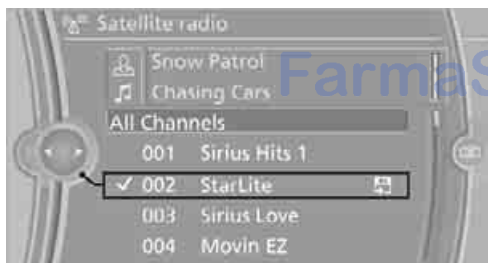 Satellite radio
Snow Patrol
Chasing Cars
FarmaS
All Channels
001 Sirius Hits 1
✓ 002 StarLite
003 Sirius Love
004 Movin EZ